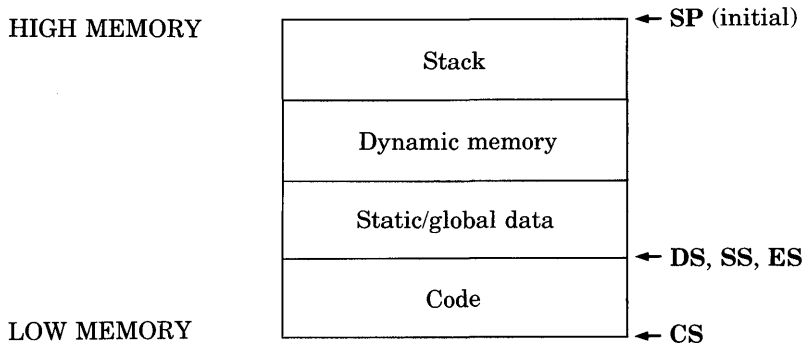 HIGH MEMORY
← SP (initial)
Stack
Dynamic memory
Static/global data
← DS, SS, ES
Code
LOW MEMORY
← CS